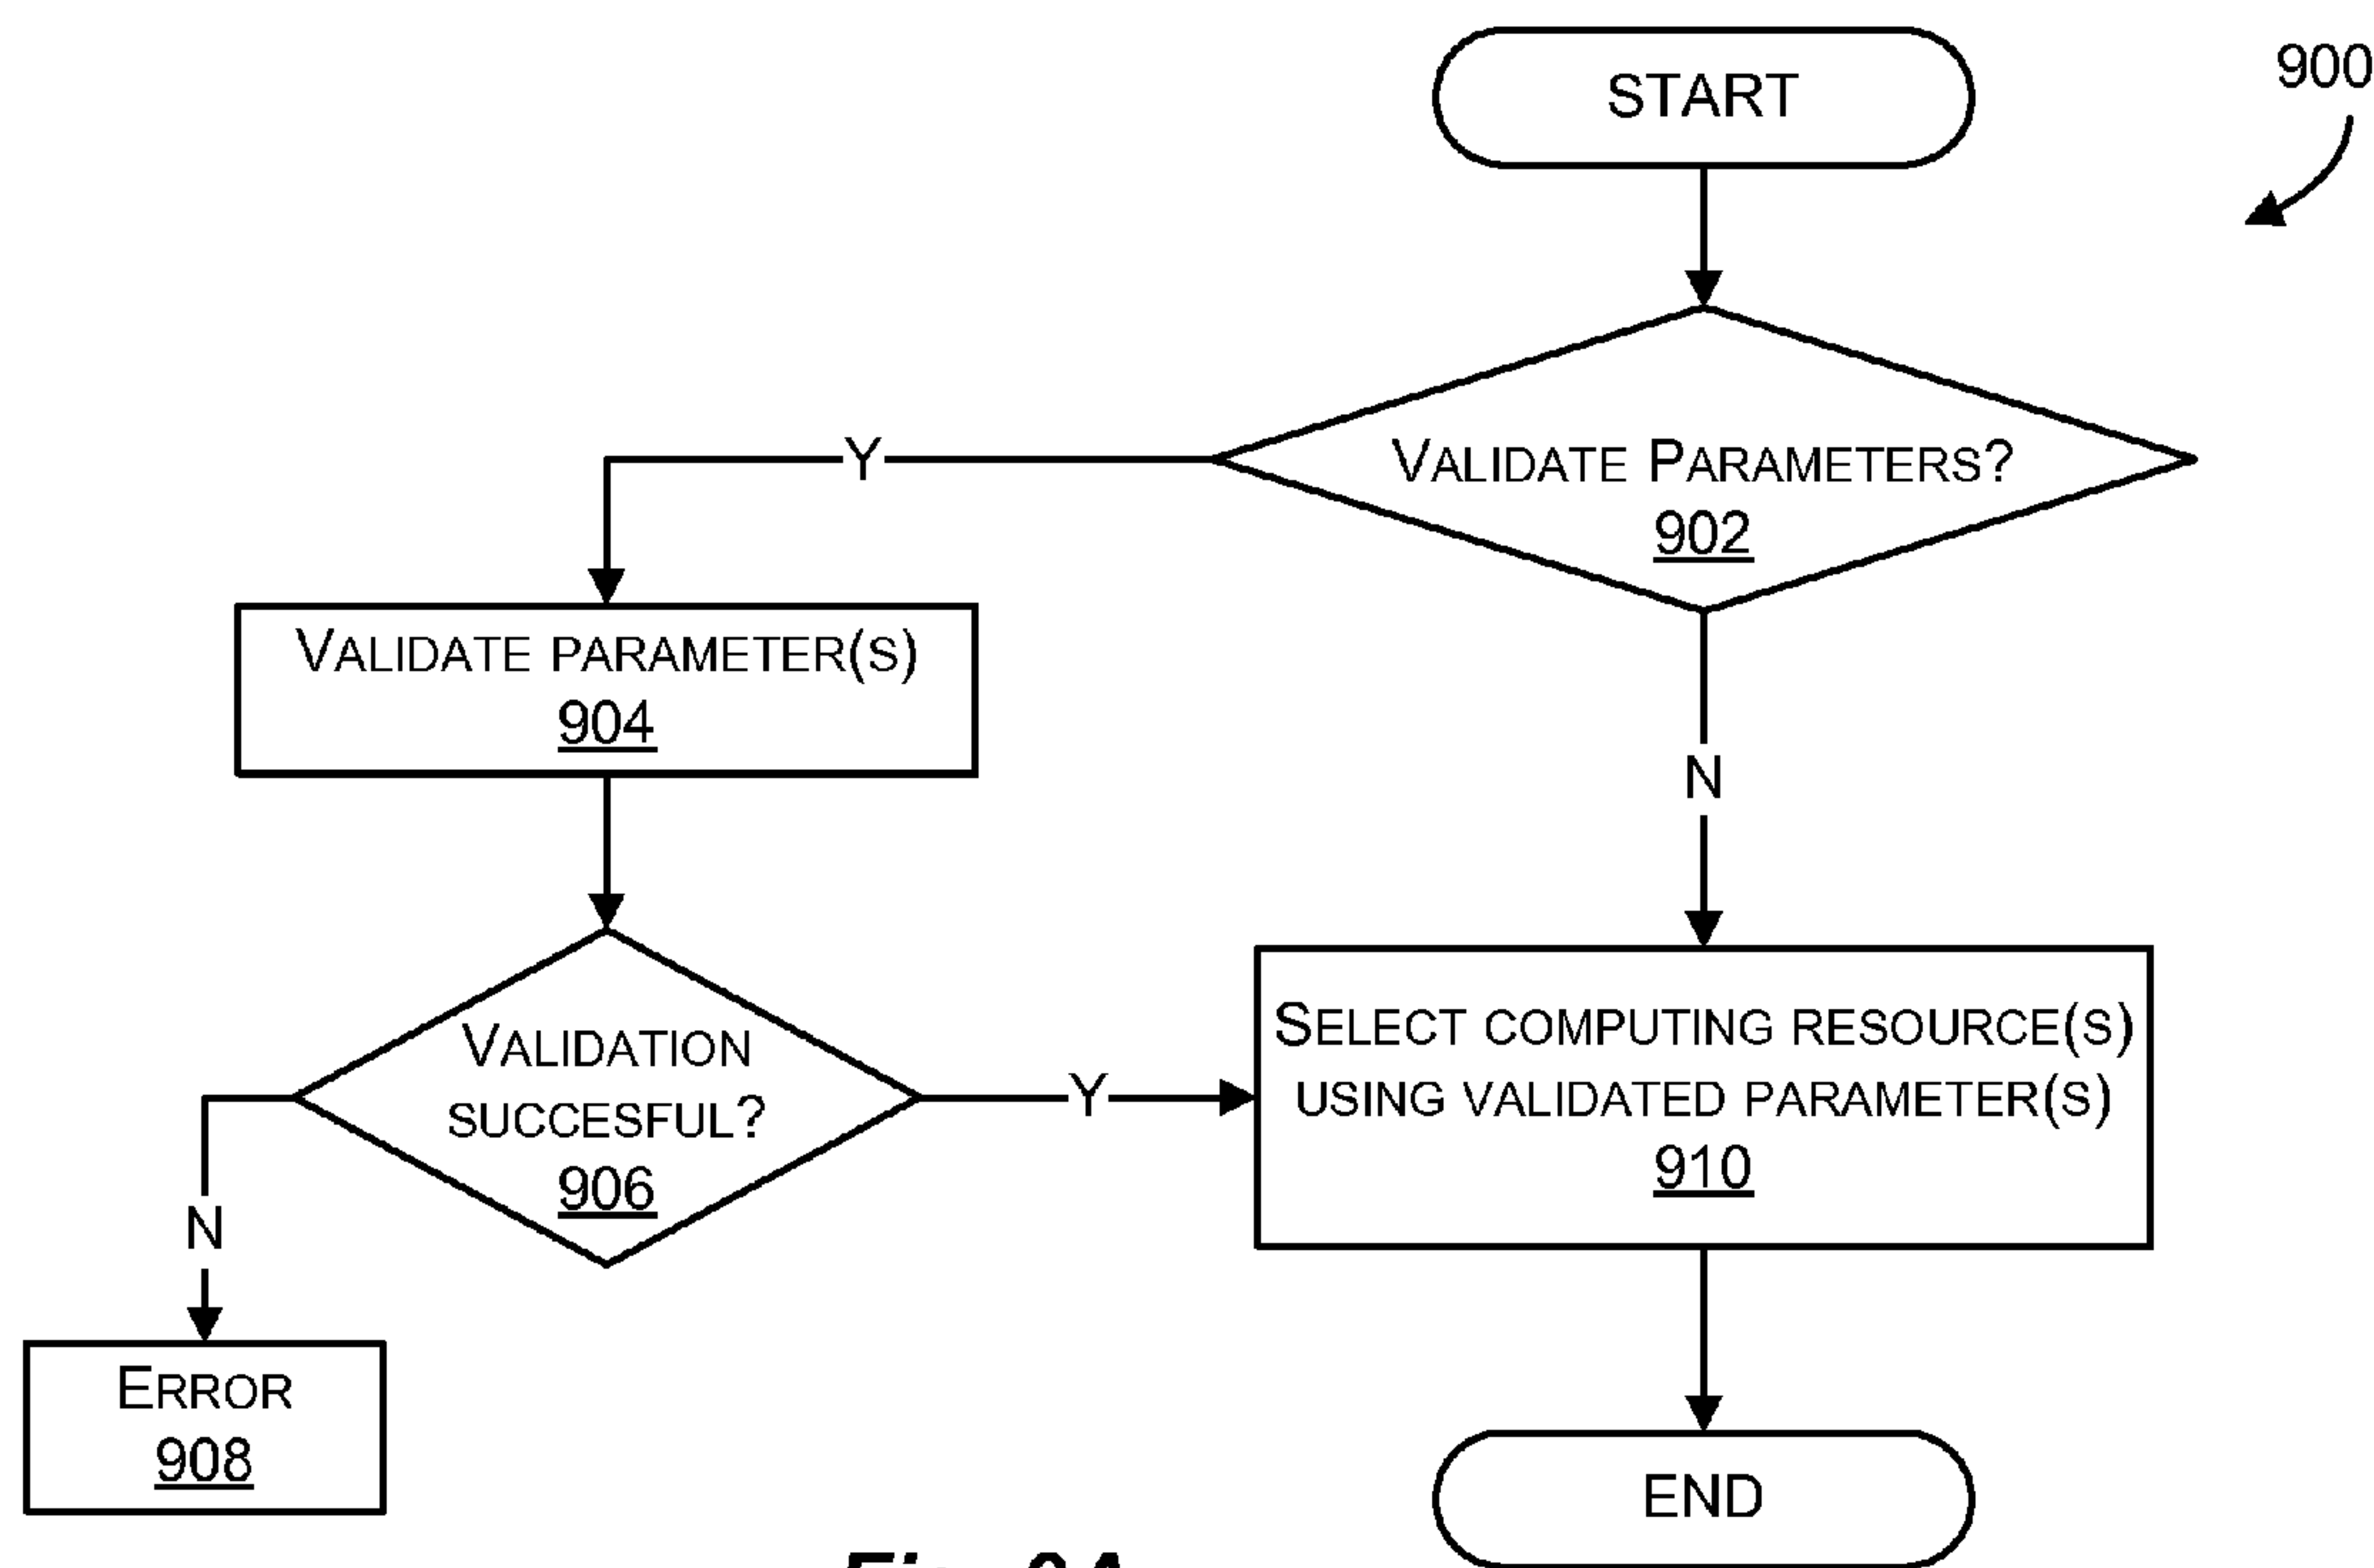 START
900
VALIDATE PARAMETERS?
902
Y
VALIDATE PARAMETER(S)
904
N
VALIDATION
SUCCESFUL?
906
Y
SELECT COMPUTING RESOURCE(S)
USING VALIDATED PARAMETER(S)
910
N
ERROR
908
END